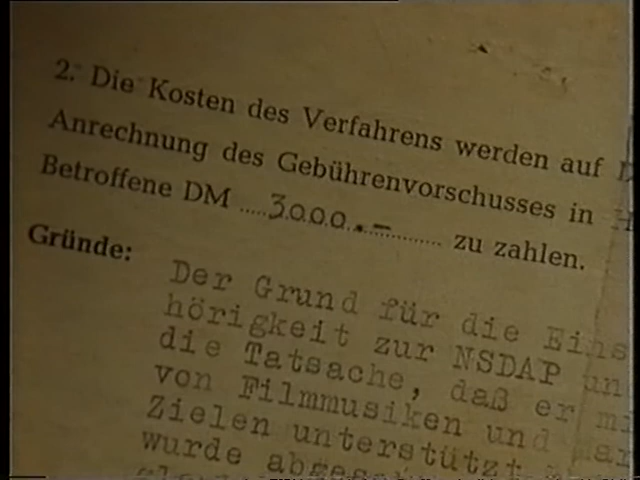 2. Die Kosten des Verfahrens werden auf
Anrechnung des Gebührenvorschusses in
Betroffene DM ..... 3000.- ........... zu zahlen.
Gründe:
Der Grund für die
hörigkeit zur NSDAP
die Tatsache, daß er
von Filmmusiken und
Zielen unterstützt
wurde